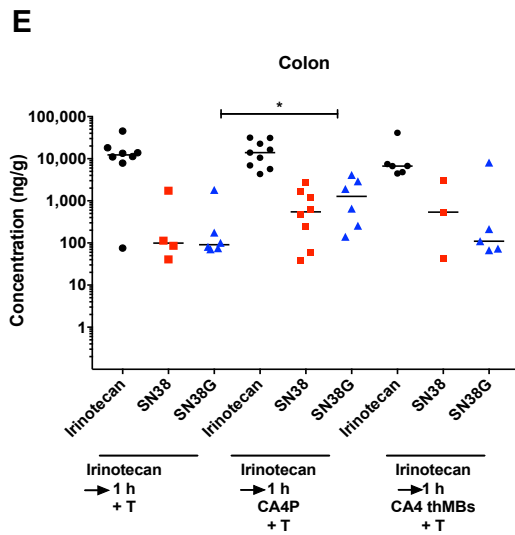 E
Colon
*
Concentration (ng/g)
100,000
10,000
1,000
100
10
1
Irinotecan
SN38
SN38G
Irinotecan
SN38
SN38G
Irinotecan
SN38
SN38G
Irinotecan
→ 1 h
+ T
Irinotecan
→ 1 h
CA4P
+ T
Irinotecan
→ 1 h
CA4 thMBs
+ T